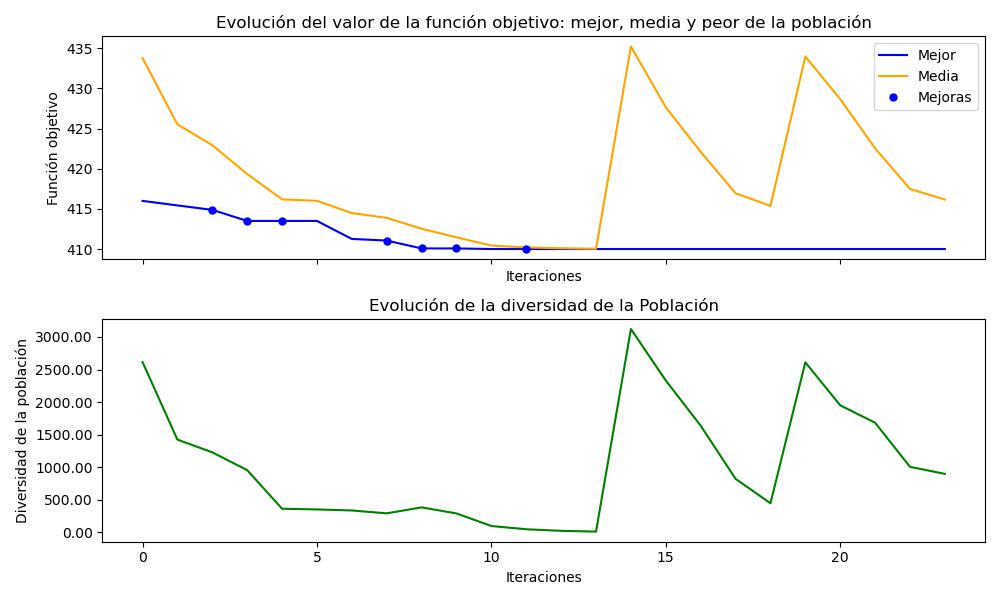 Evolución del valor de la función objetivo: mejor, media y peor de la población
435
430
425
420
415
410
Función objetivo
Mejor
Media
Mejoras
Iteraciones
Evolución de la diversidad de la Población
3000.00
2500.00
2000.00
1500.00
1000.00
500.00
0.00
Diversidad de la población
0 5 10 15 20
Iteraciones